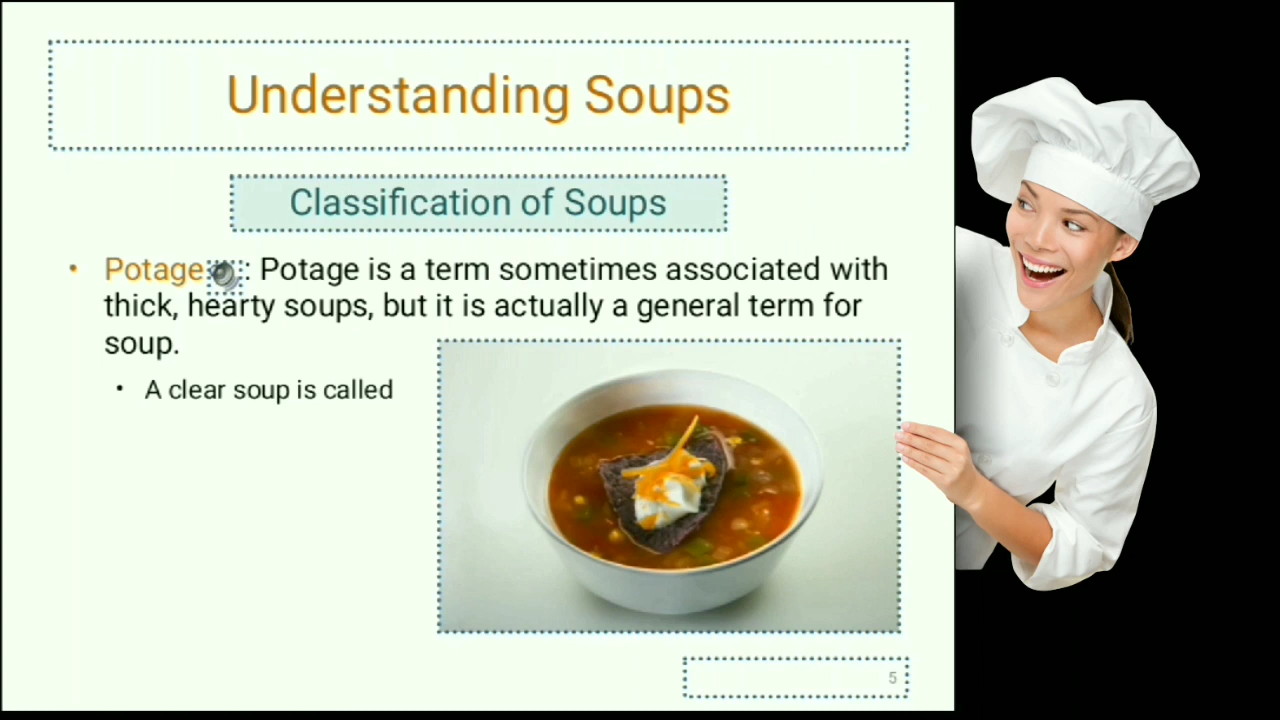 Understanding Soups
Classification of Soups
• Potage : Potage is a term sometimes associated with
thick, hearty soups, but it is actually a general term for
soup.
• A clear soup is called
5